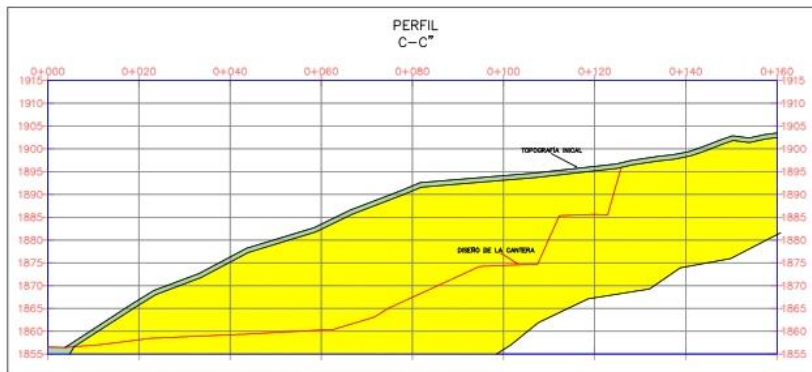 PERFIL
C-C"
0+000 0+020 0+040 0+060 0+080 0+100 0+120 0+140 0+160
1915 1915
1910 1910
1905 1905
1900 1900
TOPOGRAFÍA INICIAL
1895 1895
1890 1890
1885 1885
1880 1880
DISEÑO DE LA CANTERA
1875 1875
1870 1870
1865 1865
1860 1860
1855 1855